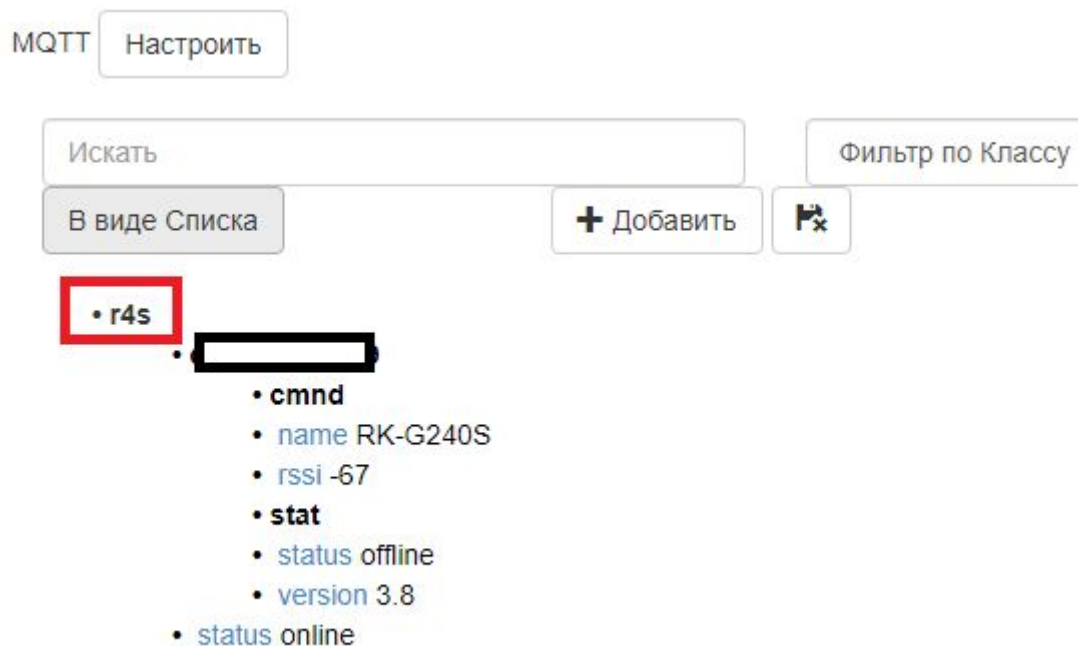 MQTT Настроить
Искать Фильтр по Классу
В виде Списка Добавить
• r4s
• cmnd
• name RK-G240S
• rssi -67
• stat
• status offline
• version 3.8
• status online